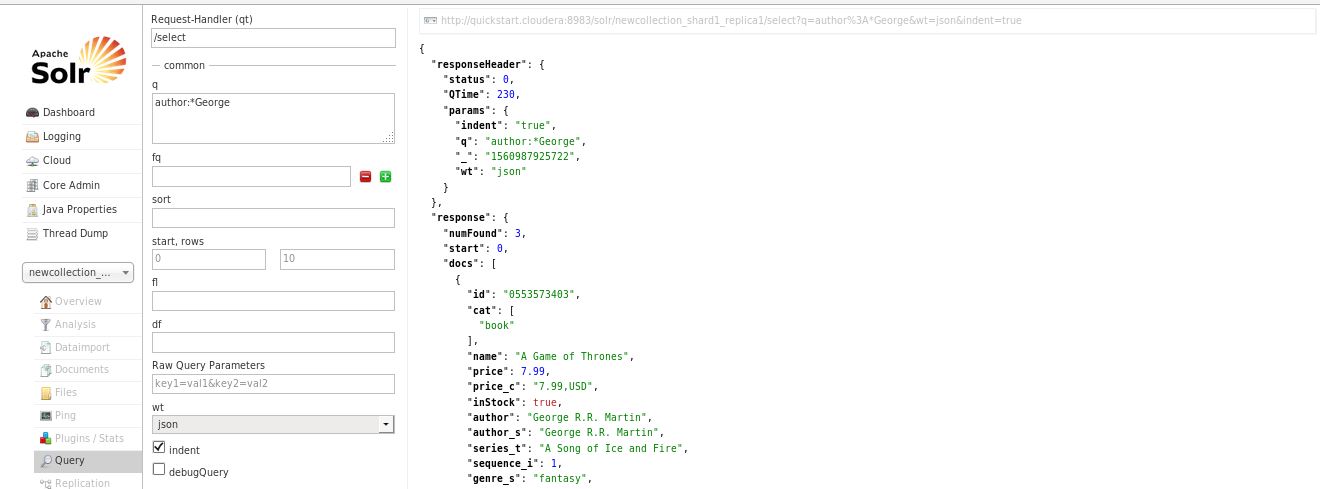 Apache
Solr
Dashboard
Logging
Cloud
Core Admin
Java Properties
Thread Dump
newcollection_...
Overview
Analysis
Dataimport
Documents
Files
Ping
Plugins / Stats
Query
Replication
Request-Handler (qt)
/select
common
q
author:*George
fq
sort
start, rows
0
10
fl
df
Raw Query Parameters
key1=val1&key2=val2
wt
json
indent
debugQuery
http://quickstart.cloudera:8983/solr/newcollection_shard1_replica1/select?q=author%3A*George&wt=json&indent=true
{
"responseHeader": {
"status": 0,
"QTime": 230,
"params": {
"indent": "true",
"q": "author:*George",
"_": "1560987925722",
"wt": "json"
}
},
"response": {
"numFound": 3,
"start": 0,
"docs": [
{
"id": "0553573403",
"cat": [
"book"
],
"name": "A Game of Thrones",
"price": 7.99,
"price_c": "7.99,USD",
"inStock": true,
"author": "George R.R. Martin",
"author_s": "George R.R. Martin",
"series_t": "A Song of Ice and Fire",
"sequence_i": 1,
"genre_s": "fantasy",